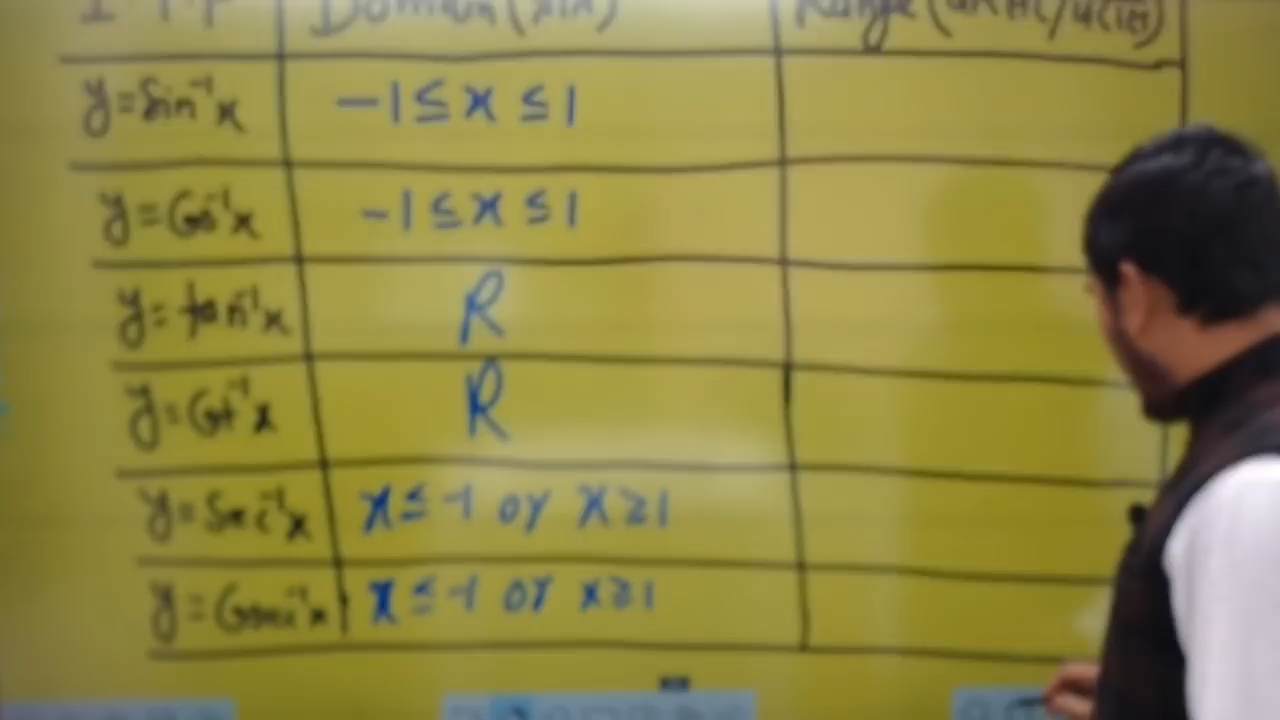 I.T.F Domain (
Range (
y = Sin⁻¹x -1 ≤ x ≤ 1
y = Cos⁻¹x -1 ≤ x ≤ 1
y = tan⁻¹x R
y = Cot⁻¹x R
y = Sec⁻¹x x ≤ -1 or x ≥ 1
y = Cosec⁻¹x x ≤ -1 or x ≥ 1